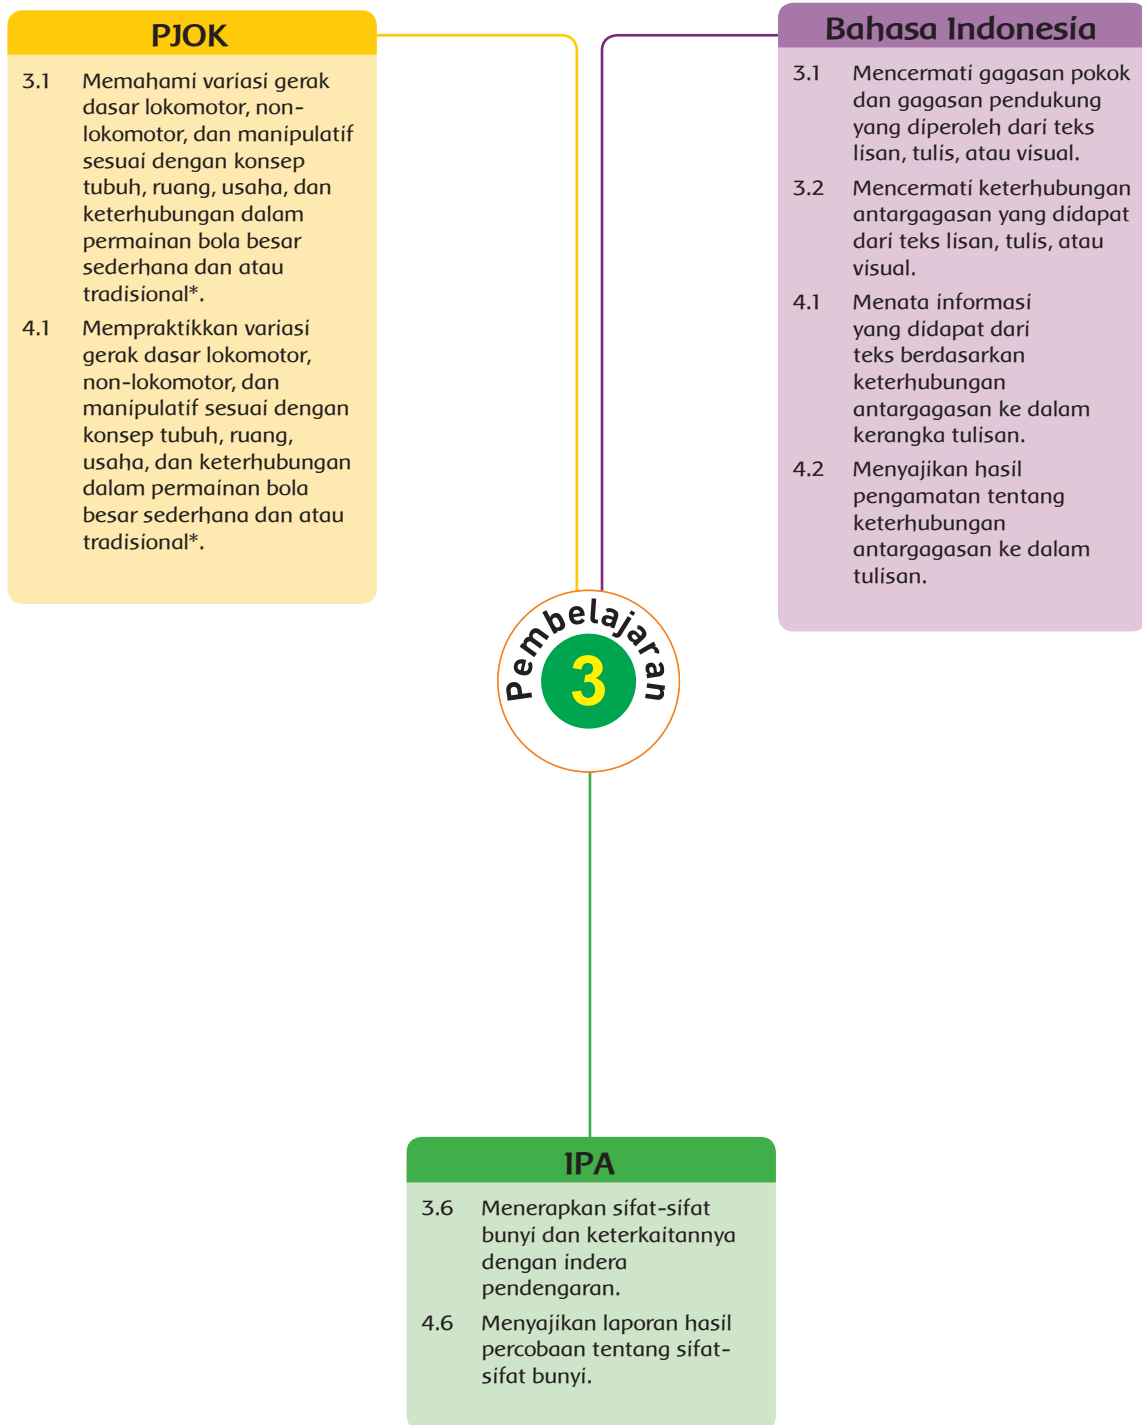 PJOK
3.1 Memahami variasi gerak
dasar lokomotor, non-
lokomotor, dan manipulatif
sesuai dengan konsep
tubuh, ruang, usaha, dan
keterhubungan dalam
permainan bola besar
sederhana dan atau
tradisional*.
4.1 Mempraktikkan variasi
gerak dasar lokomotor,
non-lokomotor, dan
manipulatif sesuai dengan
konsep tubuh, ruang,
usaha, dan keterhubungan
dalam permainan bola
besar sederhana dan atau
tradisional*.
Bahasa Indonesia
3.1 Mencermati gagasan pokok
dan gagasan pendukung
yang diperoleh dari teks
lisan, tulis, atau visual.
3.2 Mencermati keterhubungan
antargagasan yang didapat
dari teks lisan, tulis, atau
visual.
4.1 Menata informasi
yang didapat dari
teks berdasarkan
keterhubungan
antargagasan ke dalam
kerangka tulisan.
4.2 Menyajikan hasil
pengamatan tentang
keterhubungan
antargagasan ke dalam
tulisan.
Pembelajaran
3
IPA
3.6 Menerapkan sifat-sifat
bunyi dan keterkaitannya
dengan indera
pendengaran.
4.6 Menyajikan laporan hasil
percobaan tentang sifat-
sifat bunyi.